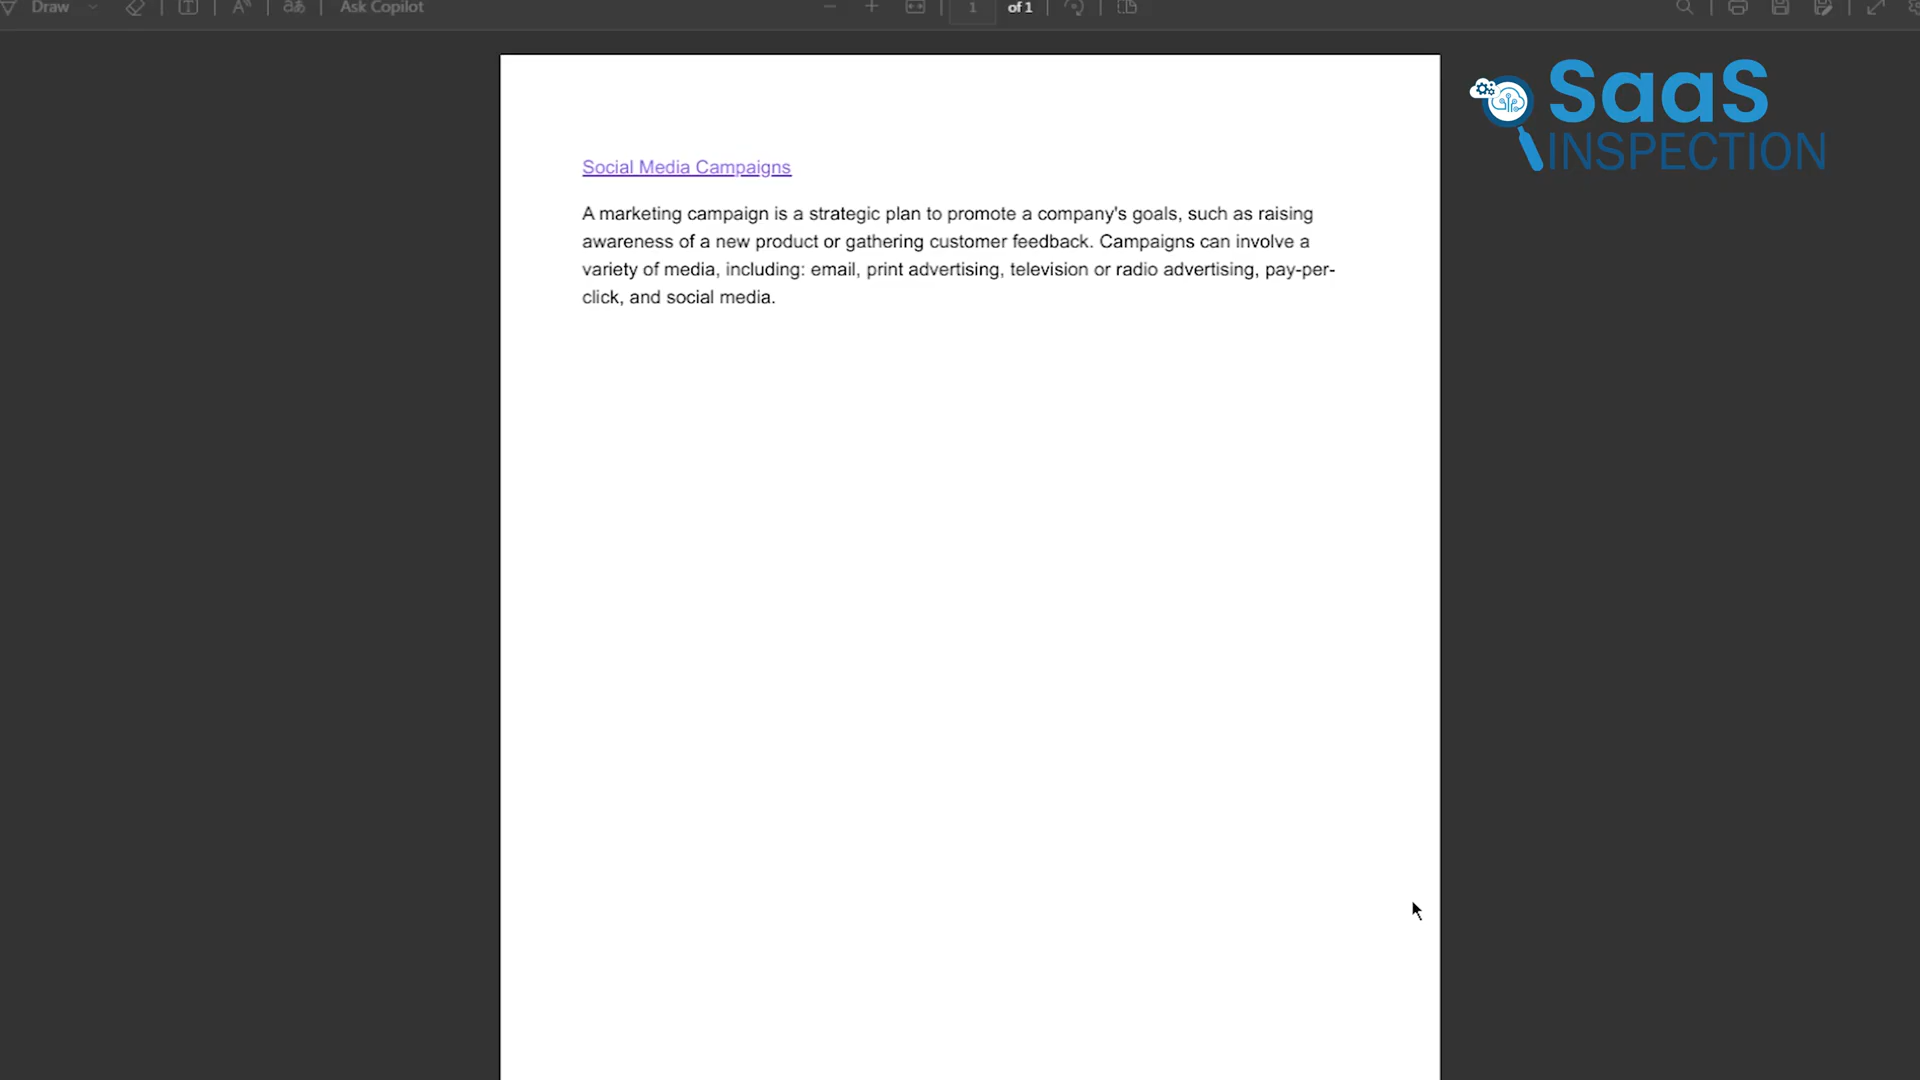 Draw
Ask Copilot
1
of 1
SaaS
INSPECTION
Social Media Campaigns
A marketing campaign is a strategic plan to promote a company's goals, such as raising
awareness of a new product or gathering customer feedback. Campaigns can involve a
variety of media, including: email, print advertising, television or radio advertising, pay-per-
click, and social media.